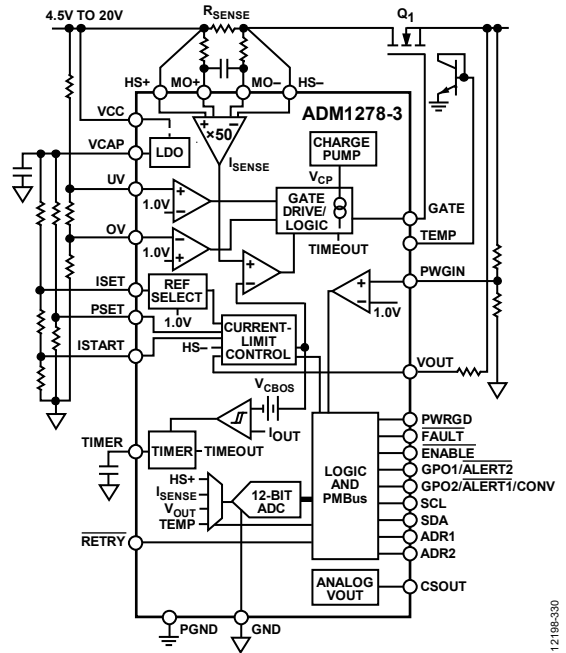 4.5V TO 20V
RSENSE
Q1
HS+
MO+
MO–
HS–
ADM1278-3
VCC
VCAP
LDO
+ –
×50
ISENSE
CHARGE
PUMP
VCP
UV
+
–
1.0V
GATE
DRIVE/
LOGIC
GATE
TIMEOUT
TEMP
OV
–
+
1.0V
+
–
PWGIN
+
–
1.0V
ISET
REF
SELECT
1.0V
PSET
ISTART
HS–
CURRENT-
LIMIT
CONTROL
VOUT
VCBOS
IOUT
TIMER
TIMER
TIMEOUT
HS+
ISENSE
VOUT
TEMP
12-BIT
ADC
LOGIC
AND
PMBus
PWRGD
FAULT
ENABLE
GPO1/ALERT2
GPO2/ALERT1/CONV
SCL
SDA
ADR1
ADR2
RETRY
ANALOG
VOUT
CSOUT
PGND
GND
12198-330